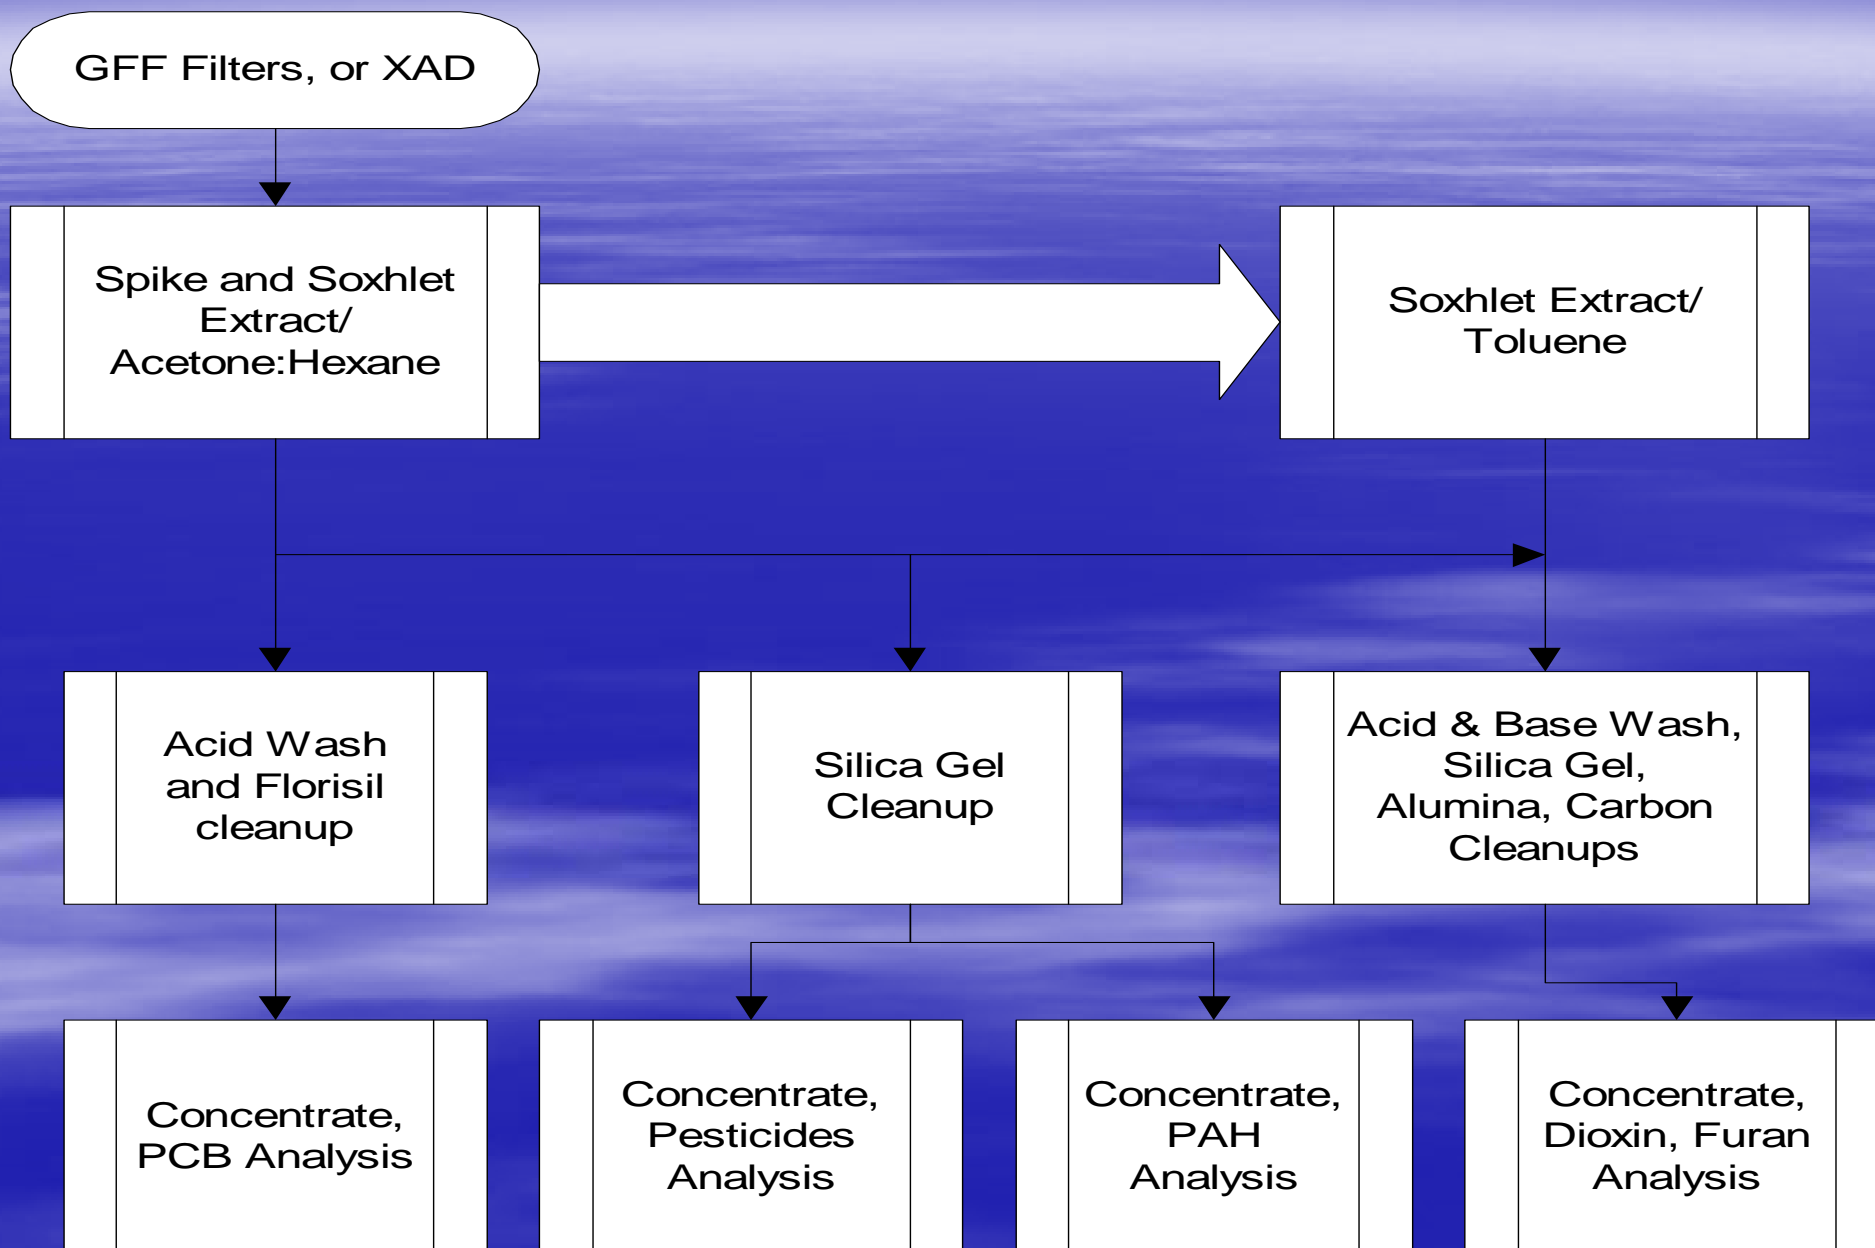 GFF Filters, or XAD
Spike and Soxhlet
Extract/
Acetone:Hexane
Soxhlet Extract/
Toluene
Acid Wash
and Florisil
cleanup
Silica Gel
Cleanup
Acid & Base Wash,
Silica Gel,
Alumina, Carbon
Cleanups
Concentrate,
PCB Analysis
Concentrate,
Pesticides
Analysis
Concentrate,
PAH
Analysis
Concentrate,
Dioxin, Furan
Analysis